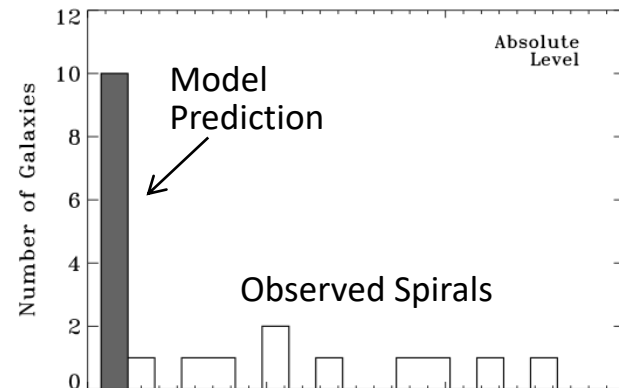 12
Absolute
Level
10
Model
Prediction
8
Number of Galaxies
6
4
Observed Spirals
2
0